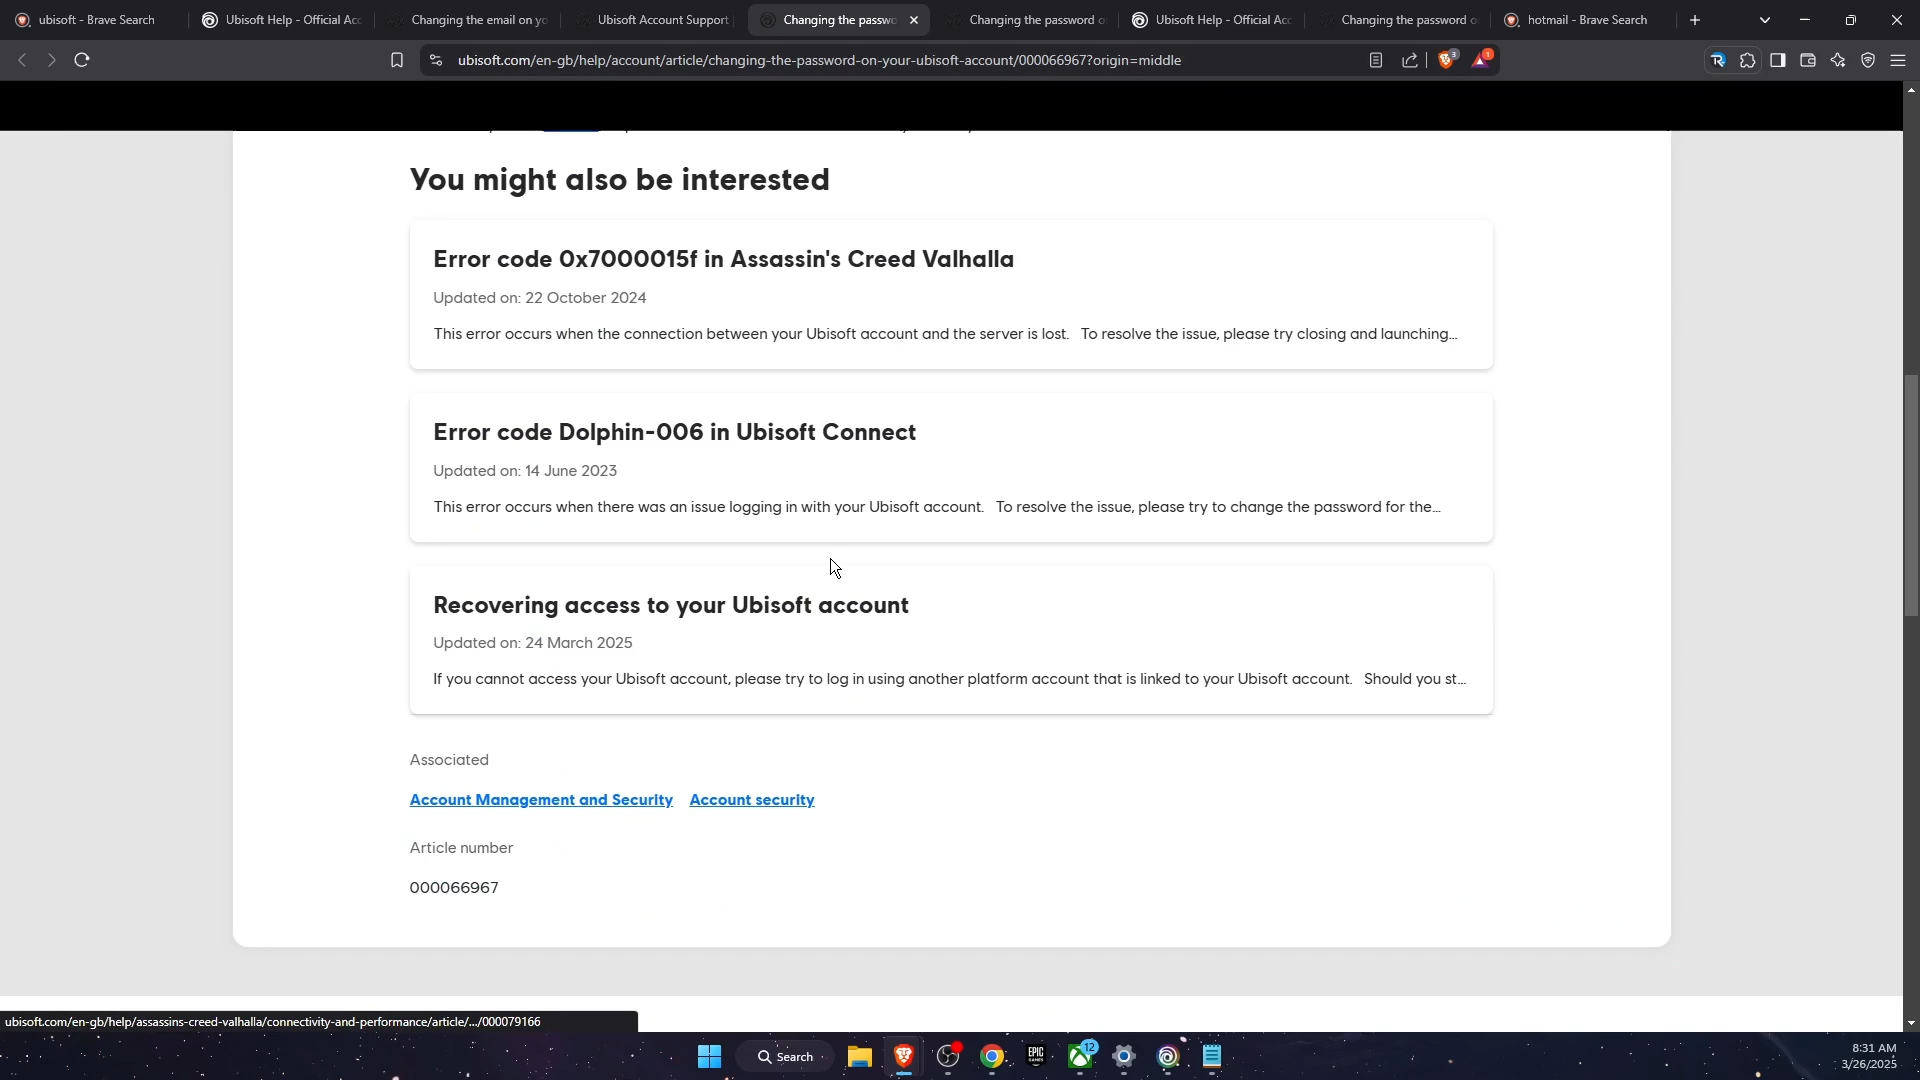 ubisoft - Brave Search
Ubisoft Help - Official Acc
Changing the email on yo
Ubisoft Account Support
Changing the passwo
Changing the password o
Ubisoft Help - Official Acc
Changing the password o
hotmail - Brave Search
ubisoft.com/en-gb/help/account/article/changing-the-password-on-your-ubisoft-account/000066967?origin=middle
3
1
You might also be interested
Error code 0x7000015f in Assassin's Creed Valhalla
Updated on: 22 October 2024
This error occurs when the connection between your Ubisoft account and the server is lost. To resolve the issue, please try closing and launching...
Error code Dolphin-006 in Ubisoft Connect
Updated on: 14 June 2023
This error occurs when there was an issue logging in with your Ubisoft account. To resolve the issue, please try to change the password for the...
Recovering access to your Ubisoft account
Updated on: 24 March 2025
If you cannot access your Ubisoft account, please try to log in using another platform account that is linked to your Ubisoft account. Should you st...
Associated
Account Management and Security Account security
Article number
000066967
ubisoft.com/en-gb/help/assassins-creed-valhalla/connectivity-and-performance/article/.../000079166
Search
EPIC
GAMES
12
8:31 AM
3/26/2025